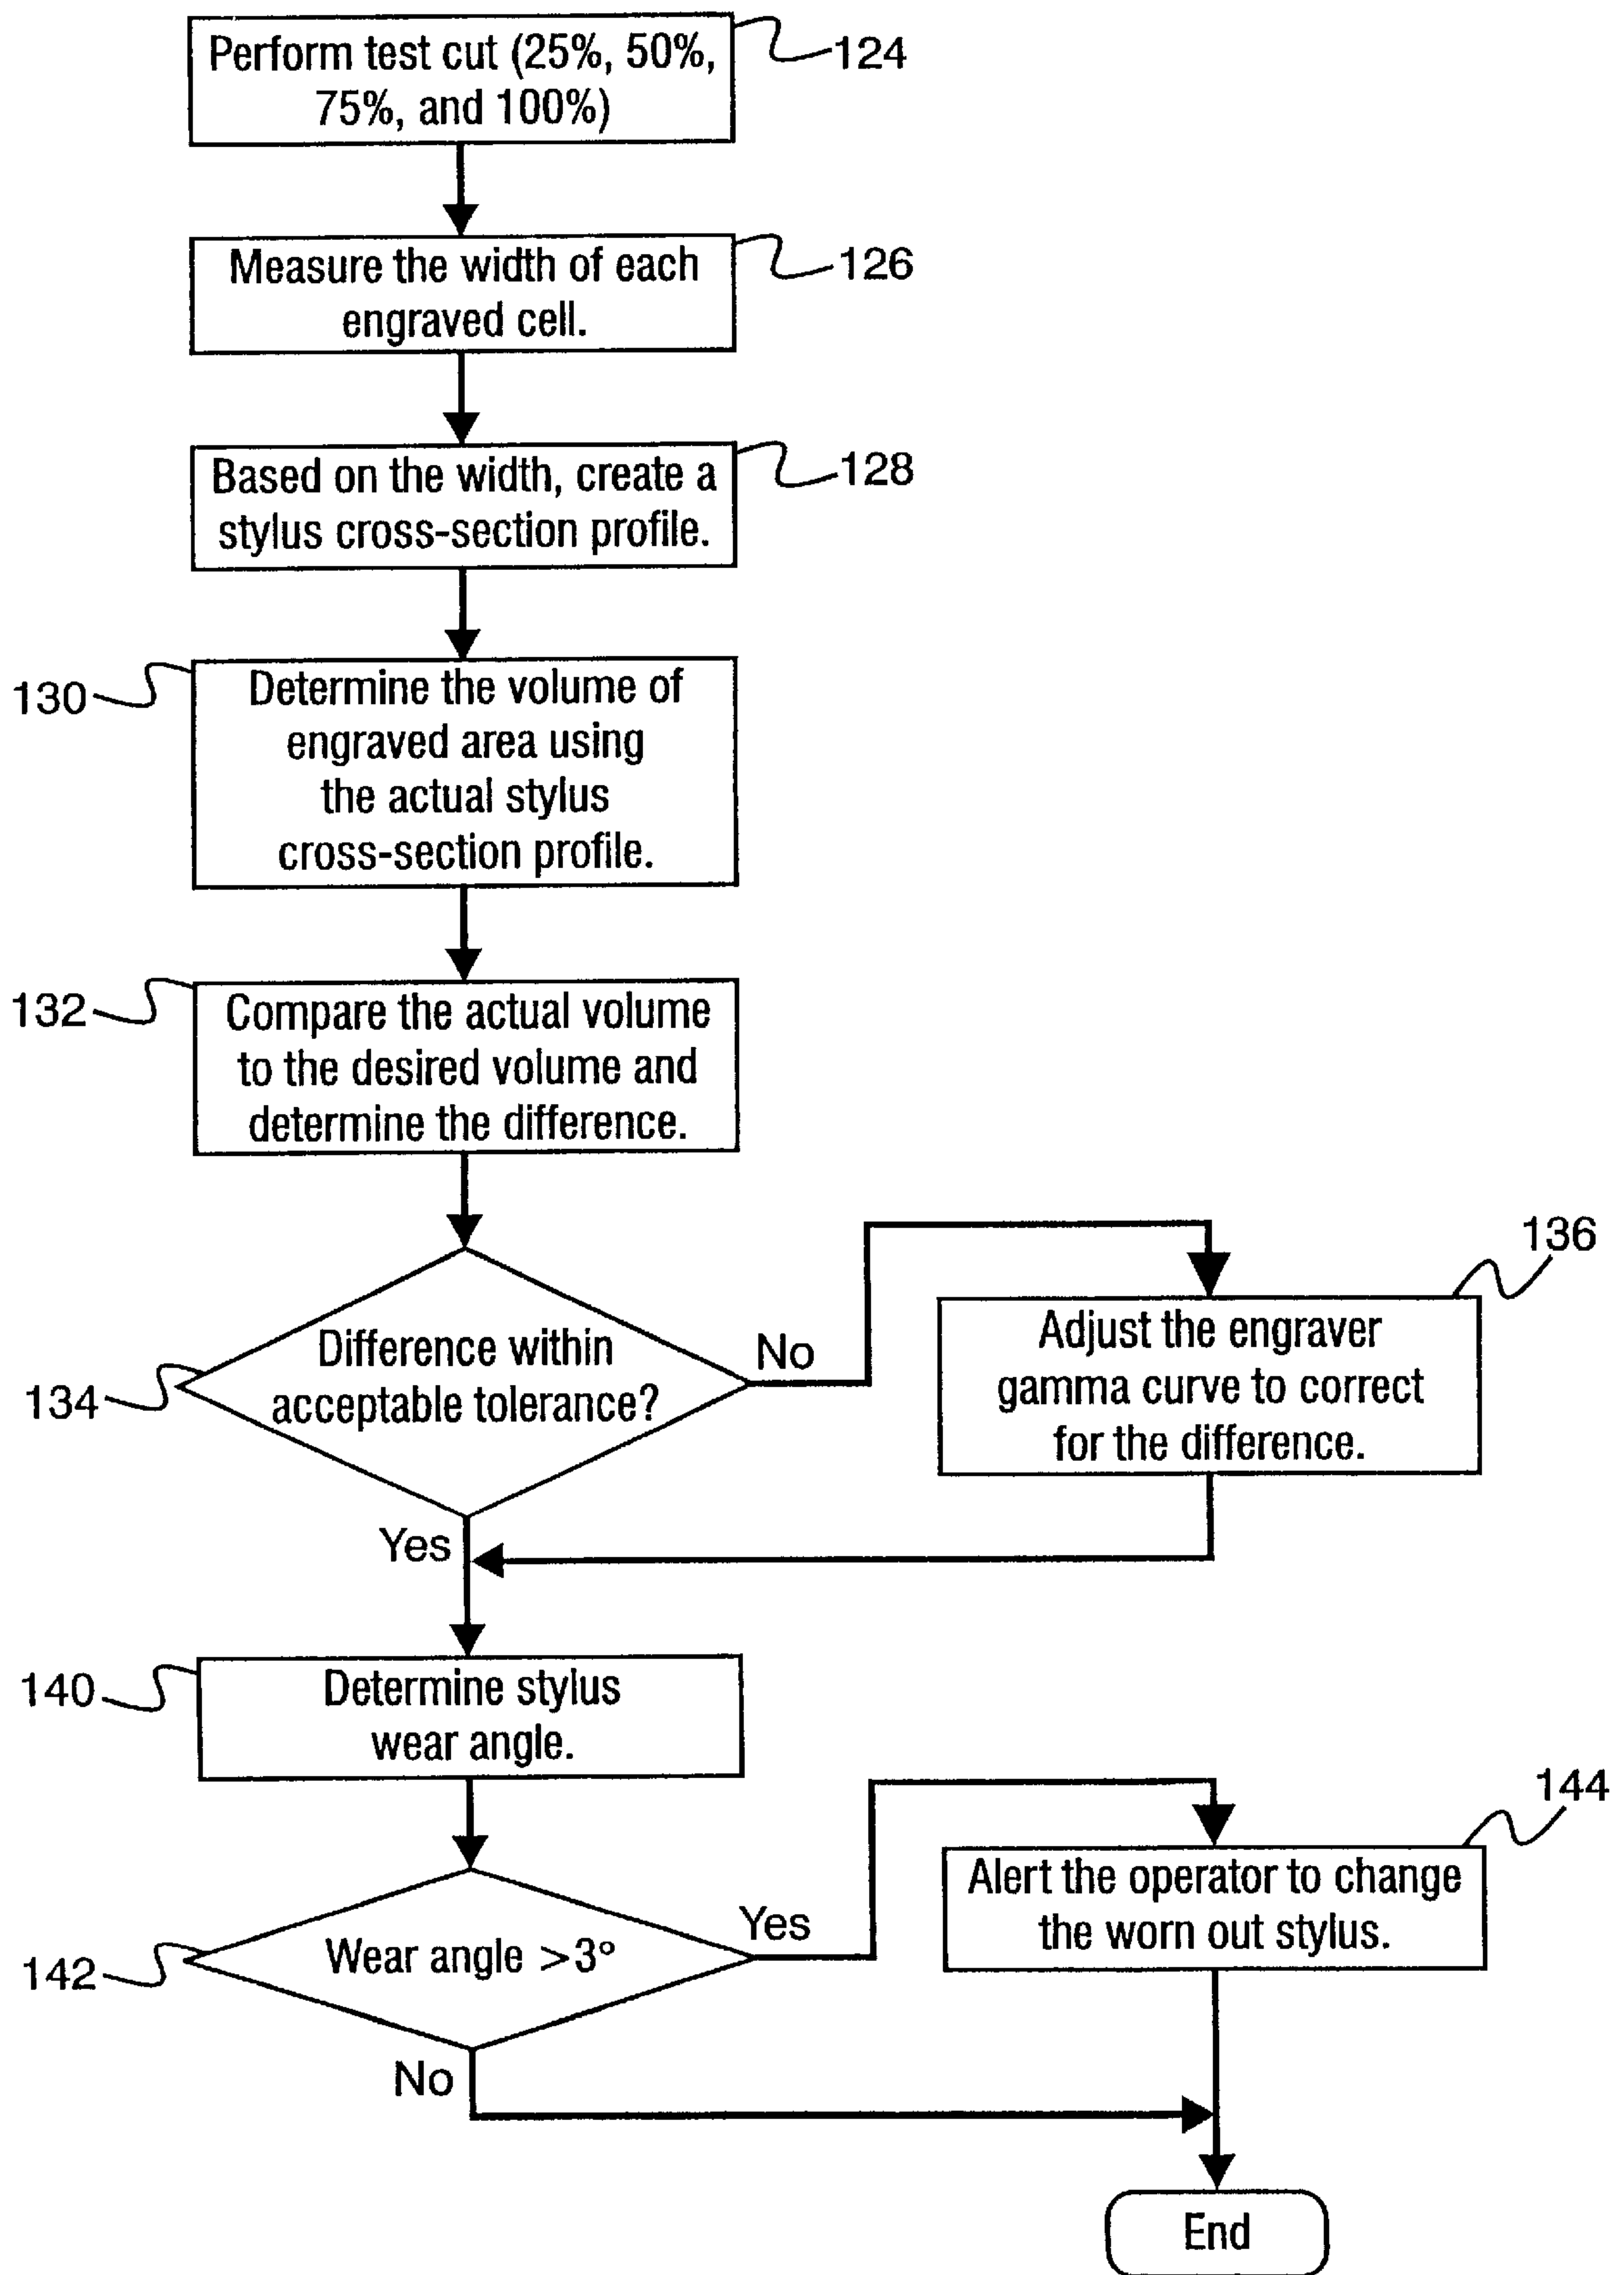 Perform test cut (25%, 50%,
75%, and 100%)
124
Measure the width of each
engraved cell.
126
Based on the width, create a
stylus cross-section profile.
128
130
Determine the volume of
engraved area using
the actual stylus
cross-section profile.
132
Compare the actual volume
to the desired volume and
determine the difference.
134
Difference within
acceptable tolerance?
No
136
Adjust the engraver
gamma curve to correct
for the difference.
Yes
140
Determine stylus
wear angle.
142
Wear angle >3°
Yes
144
Alert the operator to change
the worn out stylus.
No
End